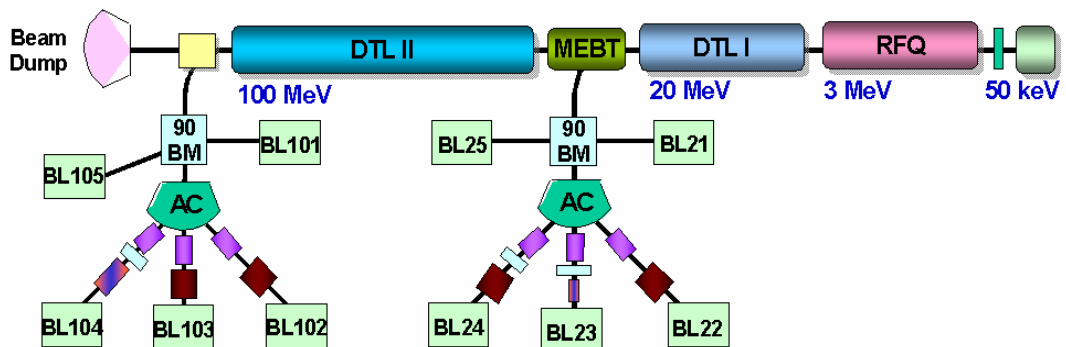 Beam
Dump
DTL II
MEBT
DTL I
RFQ
100 MeV
20 MeV
3 MeV
50 keV
90
BM
BL101
BL105
AC
BL104
BL103
BL102
BL25
90
BM
BL21
AC
BL24
BL23
BL22